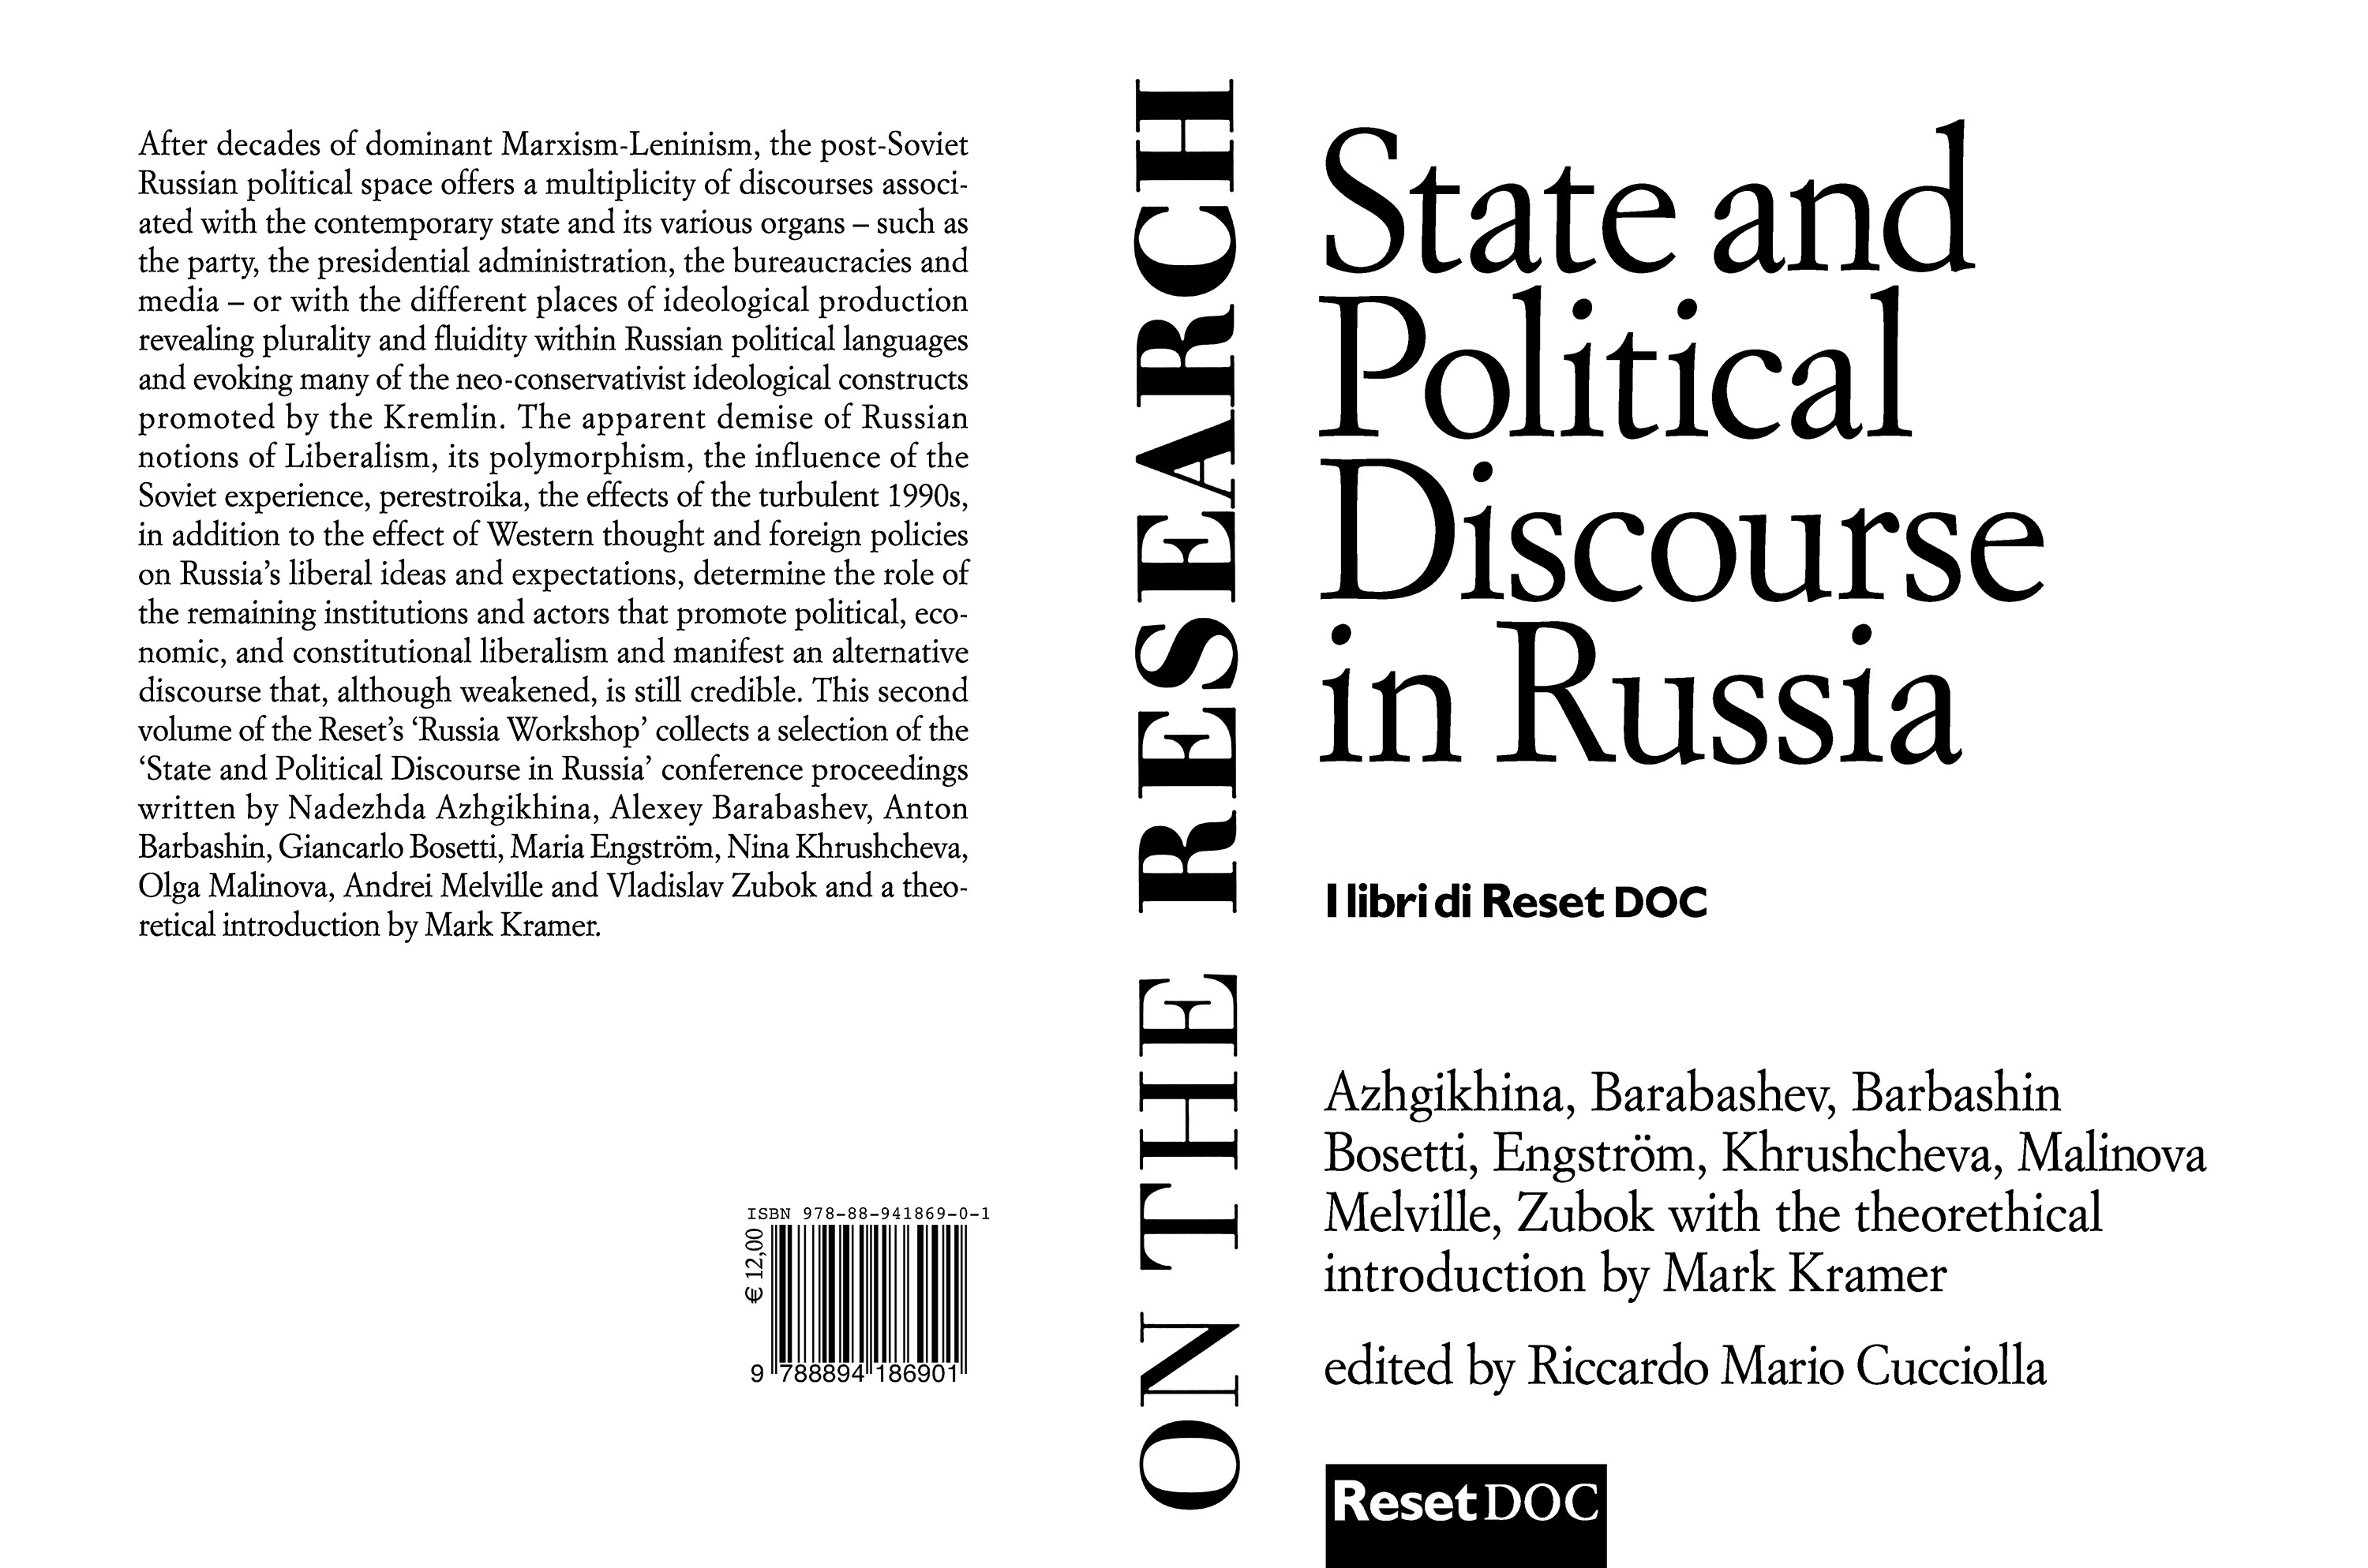 After decades of dominant Marxism-Leninism, the post-Soviet
Russian political space offers a multiplicity of discourses associ-
ated with the contemporary state and its various organs – such as
the party, the presidential administration, the bureaucracies and
media – or with the different places of ideological production
revealing plurality and fluidity within Russian political languages
and evoking many of the neo-conservativist ideological constructs
promoted by the Kremlin. The apparent demise of Russian
notions of Liberalism, its polymorphism, the influence of the
Soviet experience, perestroika, the effects of the turbulent 1990s,
in addition to the effect of Western thought and foreign policies
on Russia’s liberal ideas and expectations, determine the role of
the remaining institutions and actors that promote political, eco-
nomic, and constitutional liberalism and manifest an alternative
discourse that, although weakened, is still credible. This second
volume of the Reset’s ‘Russia Workshop’ collects a selection of the
‘State and Political Discourse in Russia’ conference proceedings
written by Nadezhda Azhgikhina, Alexey Barabashev, Anton
Barbashin, Giancarlo Bosetti, Maria Engström, Nina Khrushcheva,
Olga Malinova, Andrei Melville and Vladislav Zubok and a theo-
retical introduction by Mark Kramer.
ISBN 978-88-941869-0-1
€ 12,00
9 788894 186901
ON THE RESEARCH
State and
Political
Discourse
in Russia
I libri di Reset DOC
Azhgikhina, Barabashev, Barbashin
Bosetti, Engström, Khrushcheva, Malinova
Melville, Zubok with the theorethical
introduction by Mark Kramer
edited by Riccardo Mario Cucciolla
Reset DOC